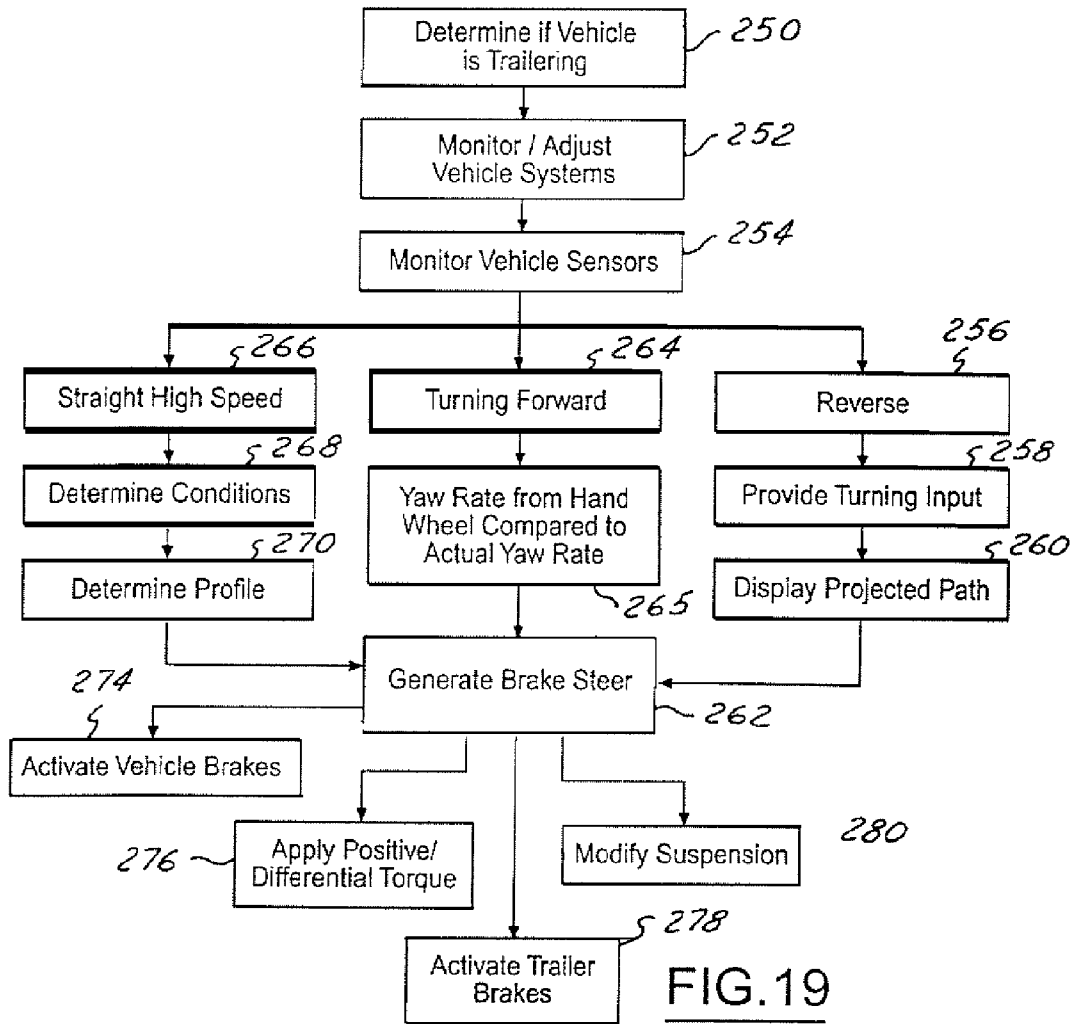 Determine if Vehicle
is Trailering
250
Monitor / Adjust
Vehicle Systems
252
Monitor Vehicle Sensors
254
266
264
256
Straight High Speed
Turning Forward
Reverse
268
258
Determine Conditions
Yaw Rate from Hand
Wheel Compared to
Actual Yaw Rate
Provide Turning Input
270
260
Determine Profile
265
Display Projected Path
274
Generate Brake Steer
262
Activate Vehicle Brakes
276
Apply Positive/
Differential Torque
Modify Suspension
280
278
Activate Trailer
Brakes
FIG.19